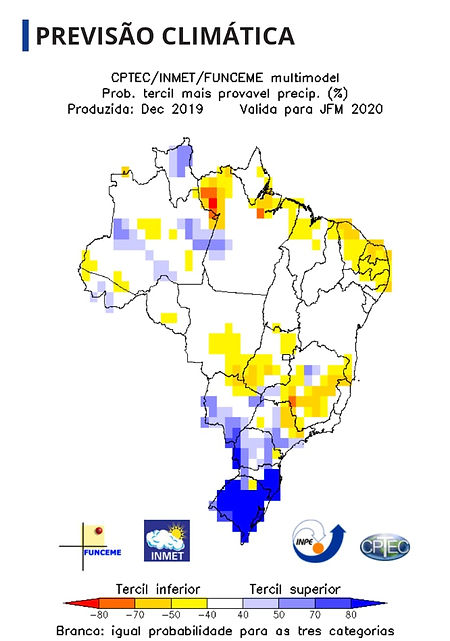 PREVISÃO CLIMÁTICA
CPTEC/INMET/FUNCEME multimodel
Prob. tercil mais provavel precip. (%)
Produzida: Dec 2019 Valida para JFM 2020
FUNCEME
INMET
INPE
CPTEC
Tercil inferior Tercil superior
-80 -70 -50 -40 40 50 70 80
Branco: igual probabilidade para as tres categorias